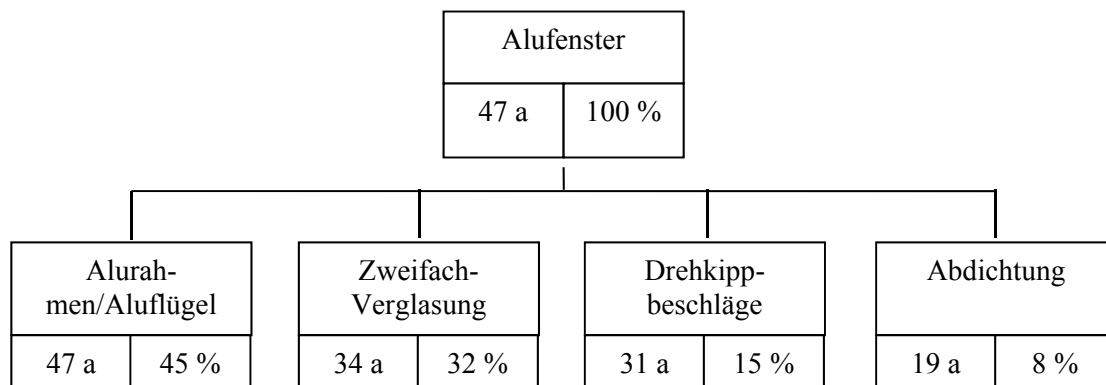 Alufenster
47 a 100 %
Alurah-
men/Aluflügel
47 a 45 %
Zweifach-
Verglasung
34 a 32 %
Drehkipp-
beschläge
31 a 15 %
Abdichtung
19 a 8 %